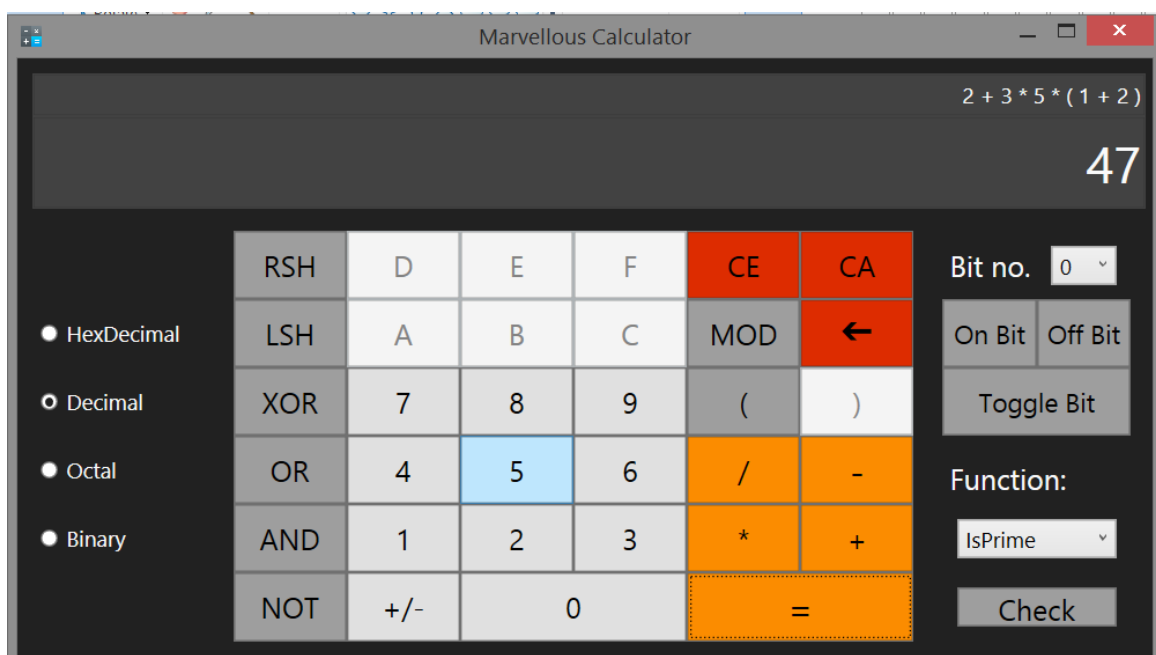 Marvellous Calculator
2 + 3 * 5 * ( 1 + 2 )
47
RSH D E F CE CA Bit no. 0
HexDecimal LSH A B C MOD ← On Bit Off Bit
Decimal XOR 7 8 9 ( ) Toggle Bit
Octal OR 4 5 6 / - Function:
Binary AND 1 2 3 * + IsPrime
NOT +/- 0 = Check